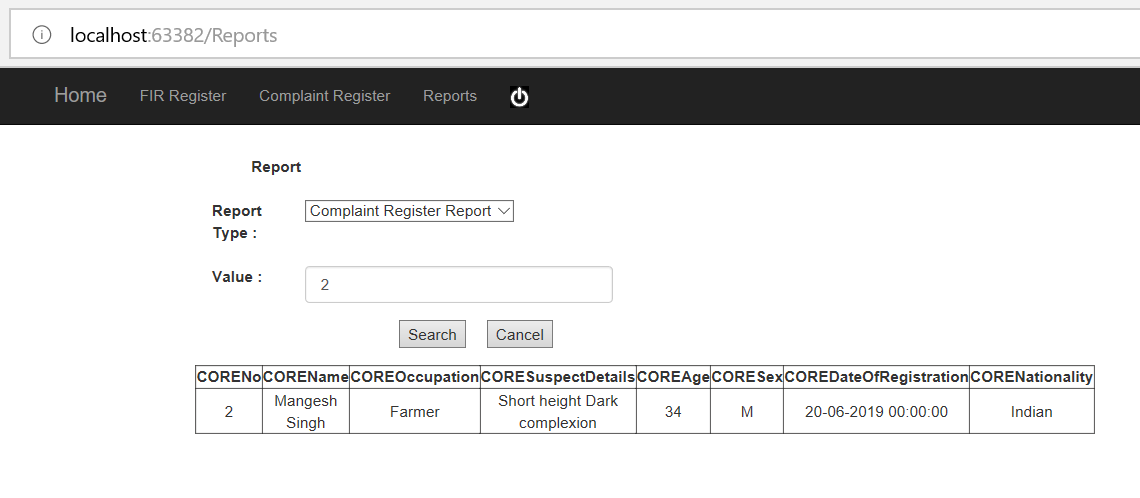 localhost:63382/Reports
Home FIR Register Complaint Register Reports
Report
Report Type :
Complaint Register Report
Value :
2
Search Cancel
CORENo COREName COREOccupation CORESuspectDetails COREAge CORESex COREDateOfRegistration CORENationality
2 Mangesh Singh Farmer Short height Dark complexion 34 M 20-06-2019 00:00:00 Indian